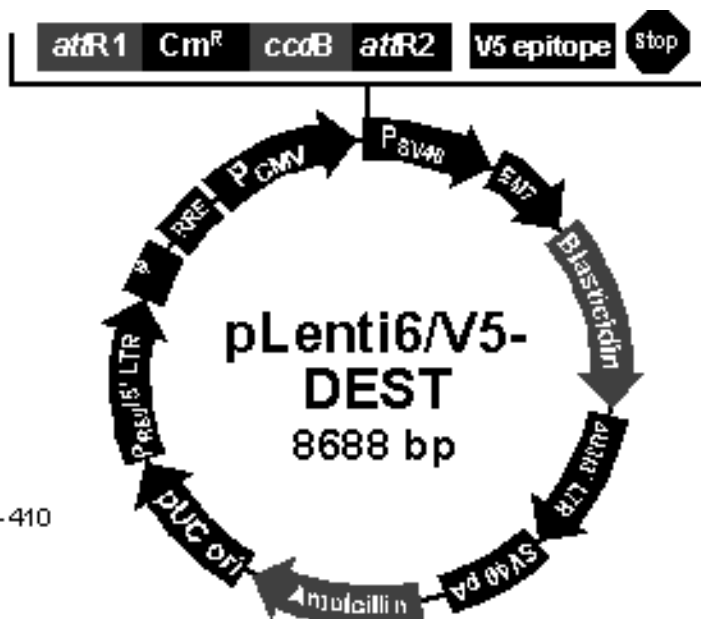 attR1 CmR ccdB attR2 V5 epitope Stop
PCMV
PSV40
EM7
Blasticidin
ΔU3/3' LTR
SV40 pA
Ampicillin
pUC ori
PRSV/5' LTR
Ψ
RRE
pLenti6/V5-
DEST
8688 bp
-410